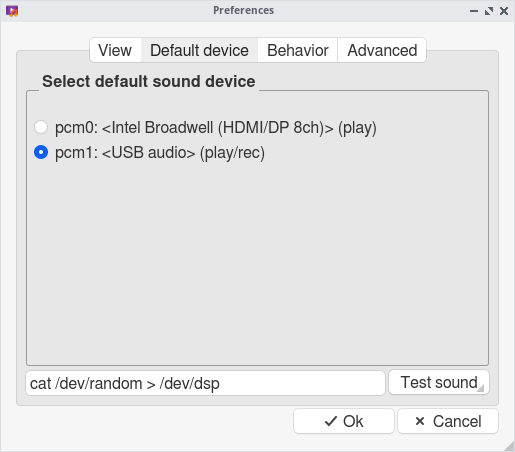 Preferences
View Default device Behavior Advanced
Select default sound device
pcm0: <Intel Broadwell (HDMI/DP 8ch)> (play)
pcm1: <USB audio> (play/rec)
cat /dev/random > /dev/dsp Test sound
Ok Cancel